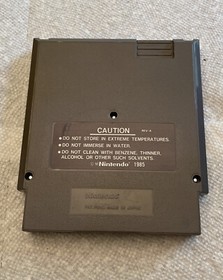 CAUTION
• DO NOT STORE IN EXTREME TEMPERATURES.
• DO NOT IMMERSE IN WATER.
• DO NOT CLEAN WITH BENZENE, THINNER,
ALCOHOL OR OTHER SUCH SOLVENTS.
© Nintendo 1985